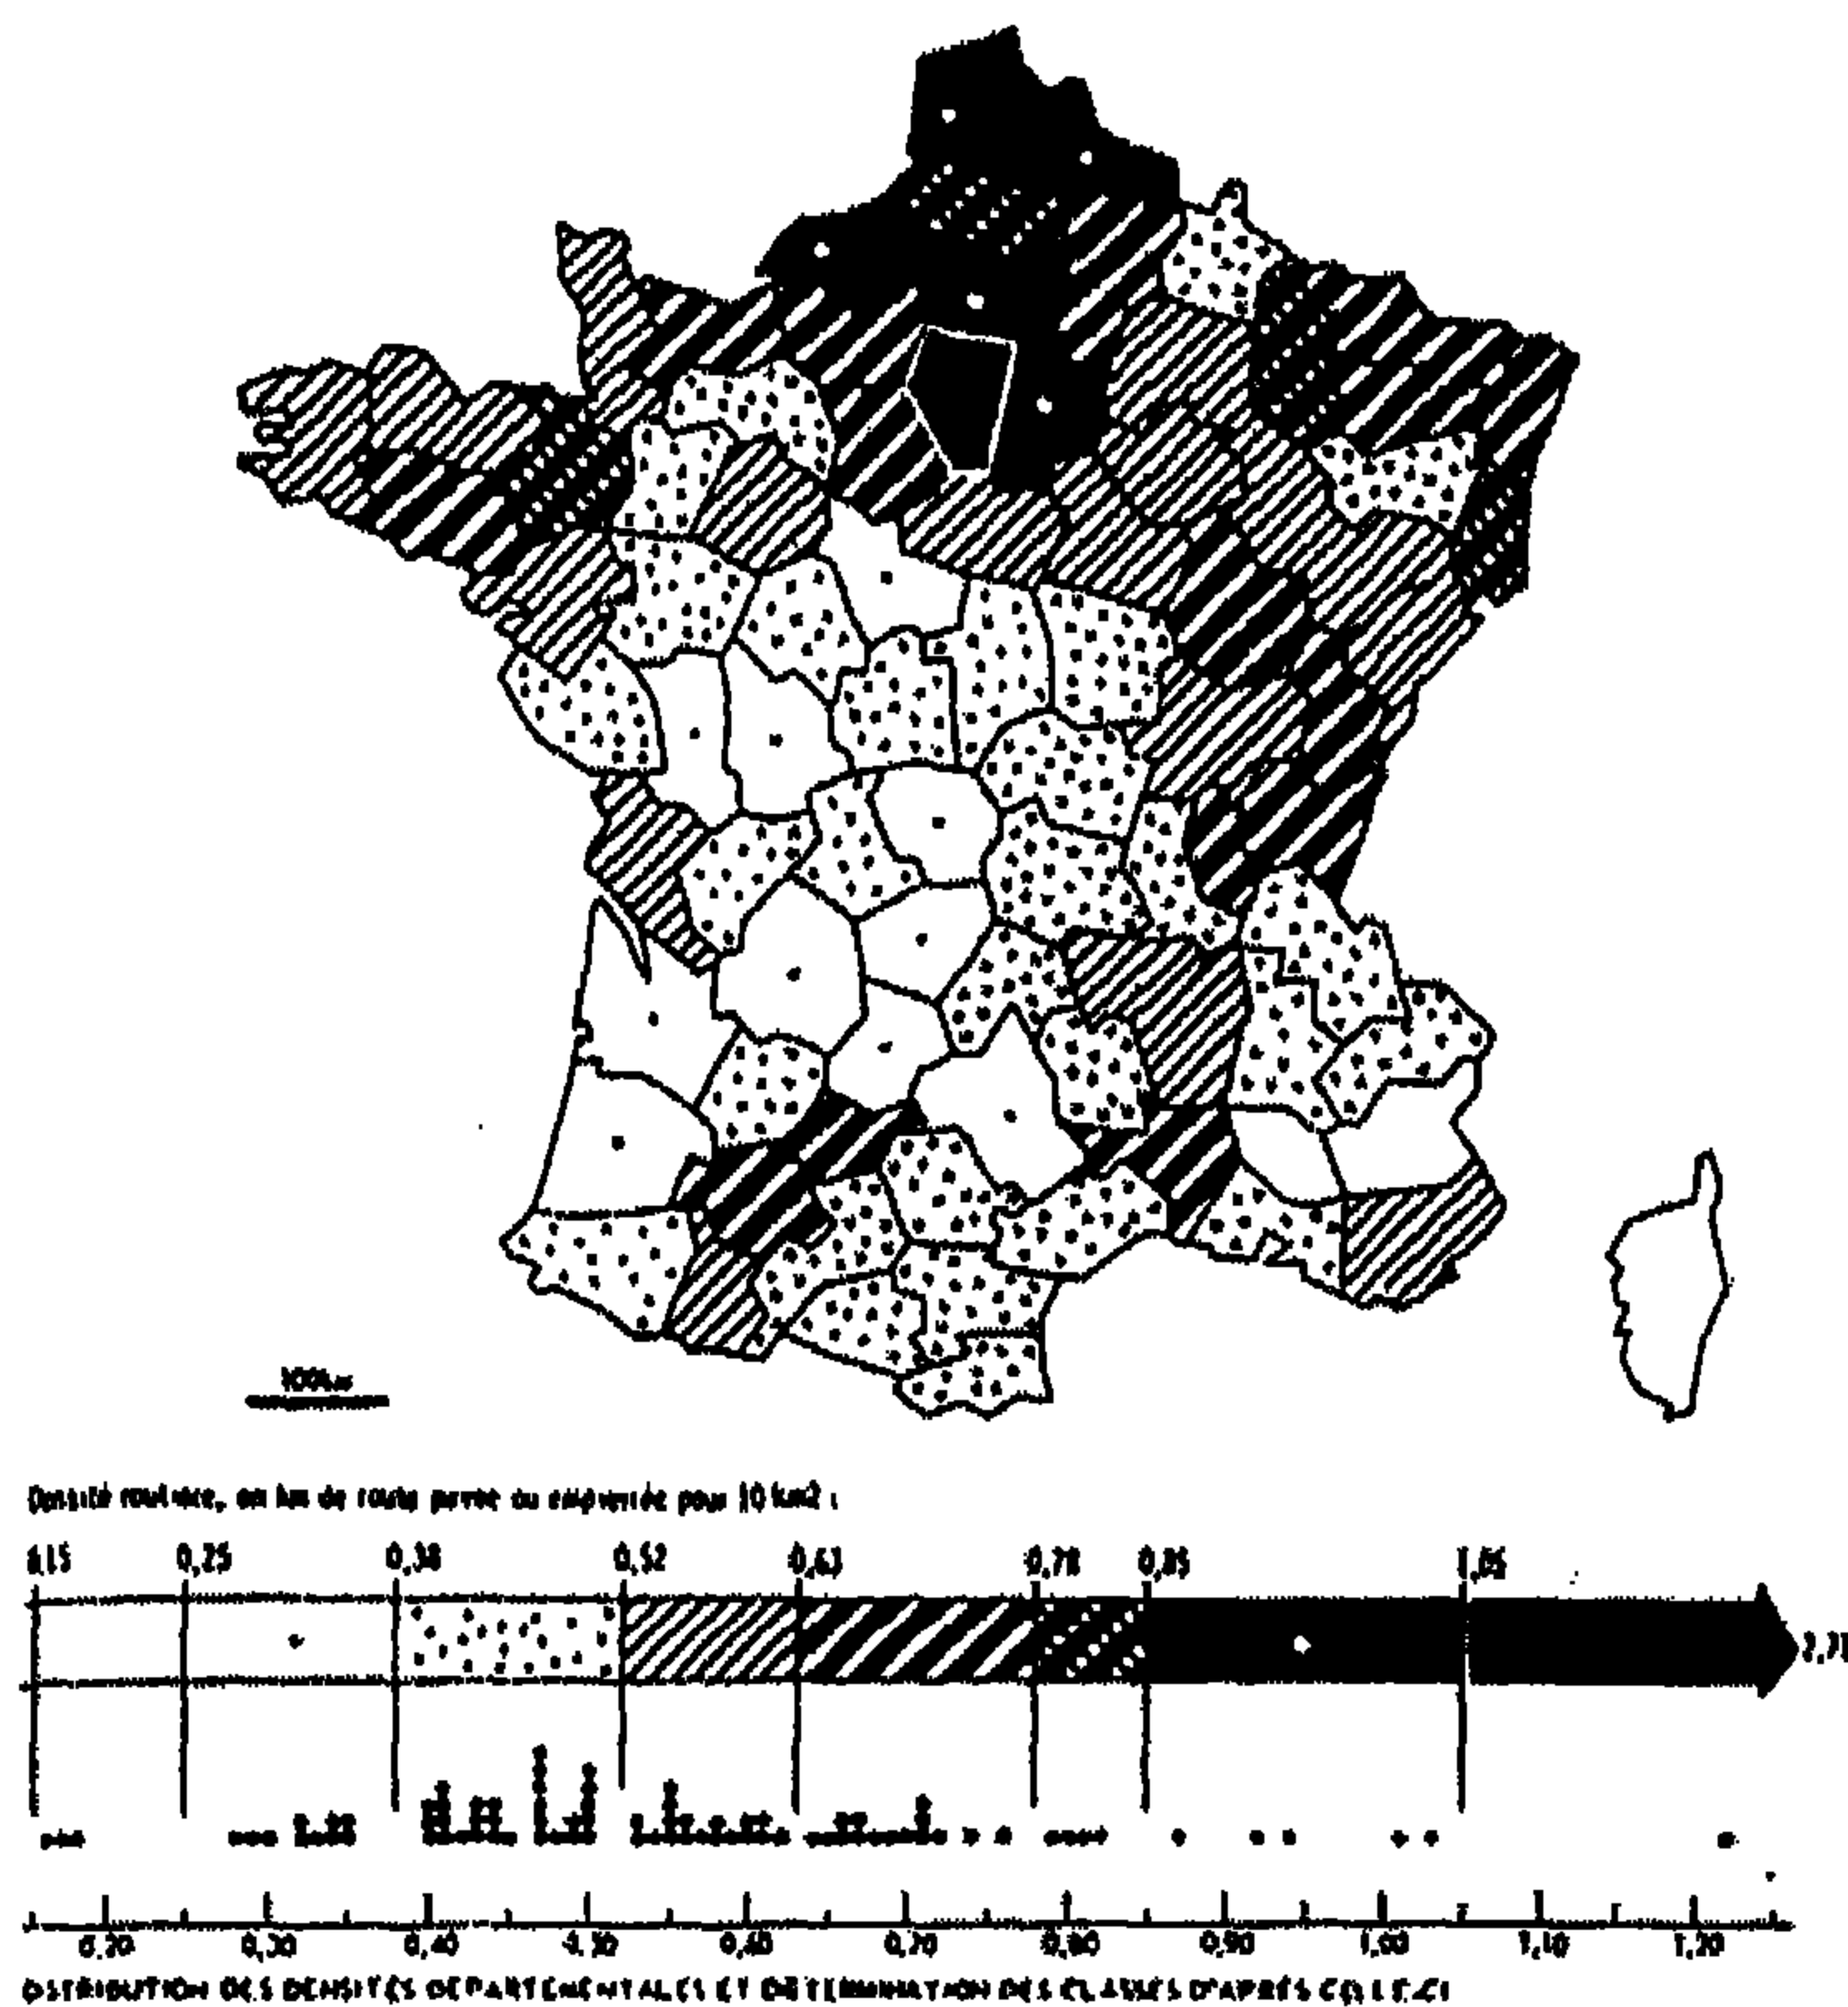 Densité routière, en km de route pavée ou empierrée pour 10 km2 :
0,15 0,25 0,38 0,52 0,63 0,78 0,85 1,05
0,20 0,30 0,40 0,50 0,60 0,70 0,80 0,90 1,00 1,10 1,20
DISTRIBUTION DES DENSITÉS DÉPARTEMENTALES ET DÉTERMINATION DES CLASSES D'APRÈS CELLES-CI